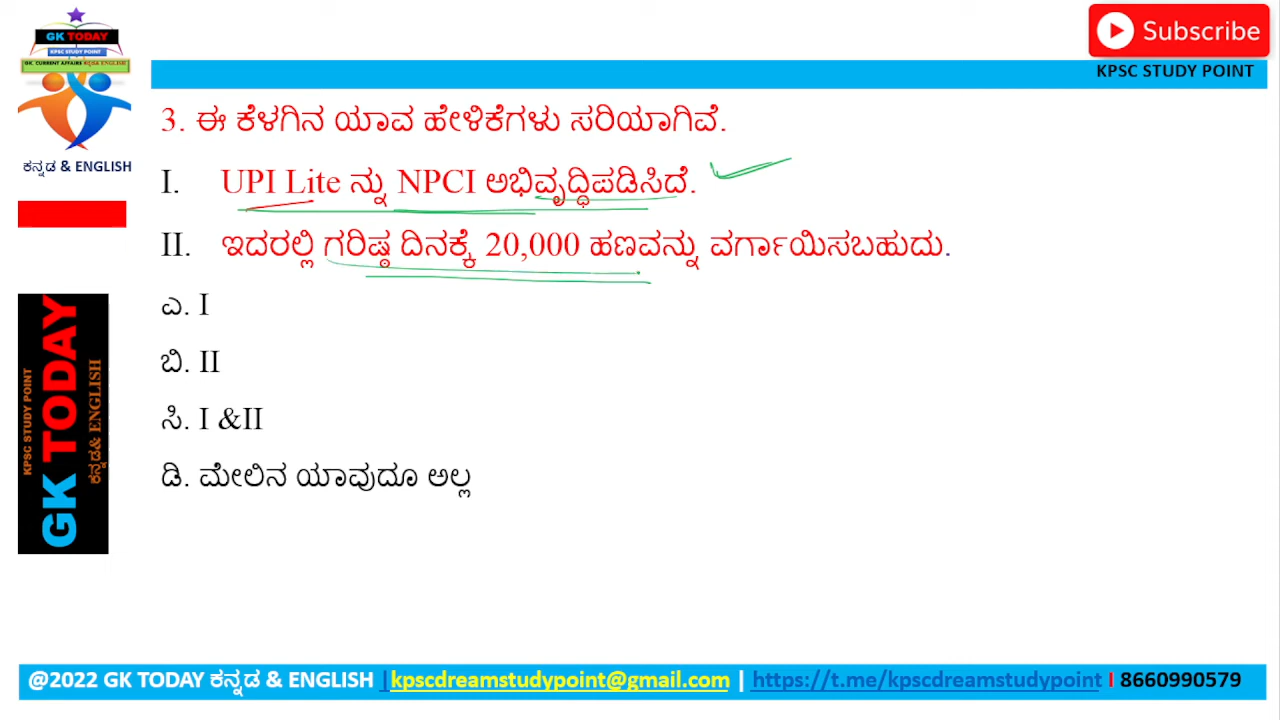 GK TODAY
KPSC STUDY POINT
GK CURRENT AFFAIRS ಕನ್ನಡ& ENGLISH
ಕನ್ನಡ & ENGLISH
Subscribe
KPSC STUDY POINT
3. ಈ ಕೆಳಗಿನ ಯಾವ ಹೇಳಿಕೆಗಳು ಸರಿಯಾಗಿವೆ.
I. UPI Lite ನ್ನು NPCI ಅಭಿವೃದ್ಧಿಪಡಿಸಿದೆ.
II. ಇದರಲ್ಲಿ ಗರಿಷ್ಠ ದಿನಕ್ಕೆ 20,000 ಹಣವನ್ನು ವರ್ಗಾಯಿಸಬಹುದು.
ಎ. I
ಬಿ. II
ಸಿ. I &II
ಡಿ. ಮೇಲಿನ ಯಾವುದೂ ಅಲ್ಲ
KPSC STUDY POINT
GK TODAY
ಕನ್ನಡ& ENGLISH
@2022 GK TODAY ಕನ್ನಡ & ENGLISH |kpscdreamstudypoint@gmail.com | https://t.me/kpscdreamstudypoint I 8660990579